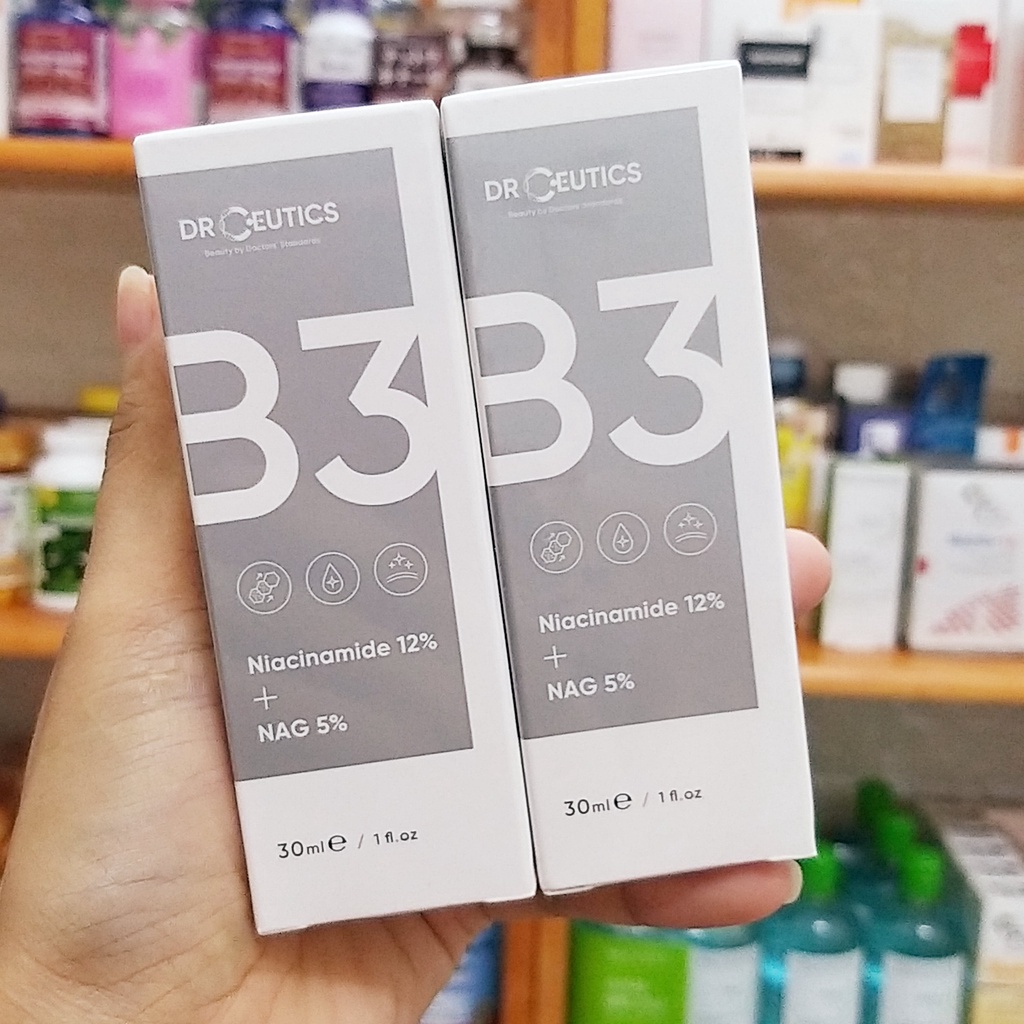 DR CEUTICS
Beauty by Doctors' Standards
B3
Niacinamide 12%
+
NAG 5%
30ml e / 1 fl.oz
DR CEUTICS
Beauty by Doctors' Standards
B3
Niacinamide 12%
+
NAG 5%
30ml e / 1 fl.oz